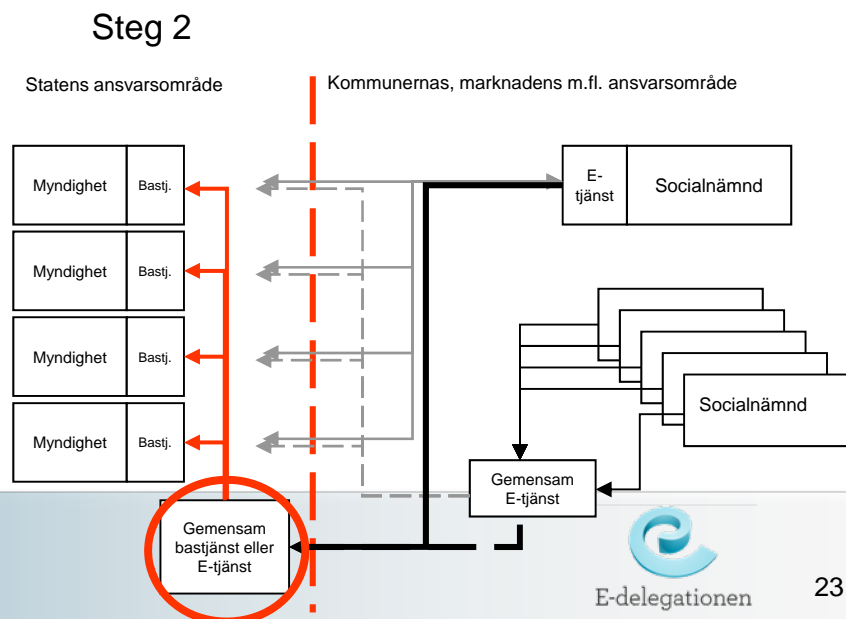 Steg 2
Statens ansvarsområde
Kommunernas, marknadens m.fl. ansvarsområde
Myndighet
Bastj.
E-
tjänst
Socialnämnd
Myndighet
Bastj.
Myndighet
Bastj.
Myndighet
Bastj.
Socialnämnd
Gemensam
E-tjänst
Gemensam
bastjänst eller
E-tjänst
E-delegationen
23